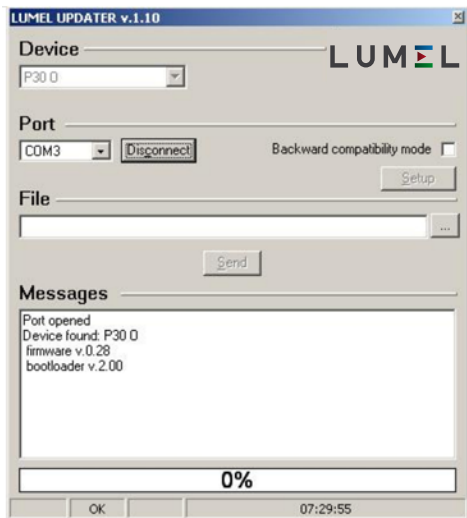 LUMEL UPDATER v.1.10
Device
LUMEL
P30 O
Port
COM3 Disconnect Backward compatibility mode
Setup
File
...
Send
Messages
Port opened
Device found: P30 O
firmware v.0.28
bootloader v.2.00
0%
OK 07:29:55